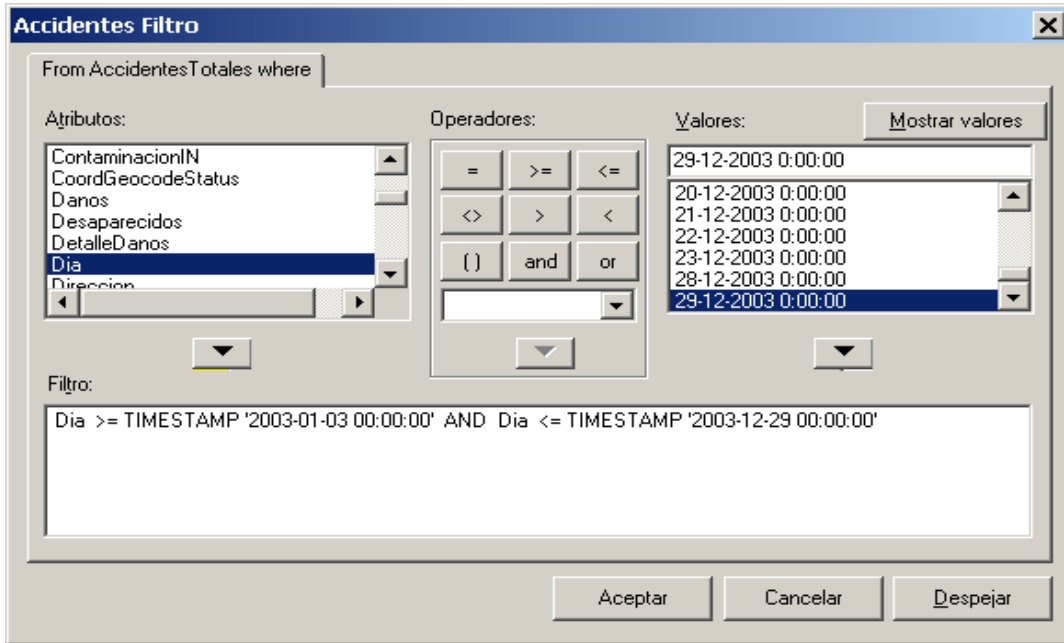 Accidentes Filtro
From AccidentesTotales where
Atributos:
Operadores:
Valores:
Mostrar valores
ContaminacionIN
CoordGeocodeStatus
Danos
Desaparecidos
DetalleDanos
Dia
Direccion
= >= <=
<> > <
() and or
29-12-2003 0:00:00
20-12-2003 0:00:00
21-12-2003 0:00:00
22-12-2003 0:00:00
23-12-2003 0:00:00
28-12-2003 0:00:00
29-12-2003 0:00:00
Filtro:
Dia >= TIMESTAMP '2003-01-03 00:00:00' AND Dia <= TIMESTAMP '2003-12-29 00:00:00'
Aceptar
Cancelar
Despejar